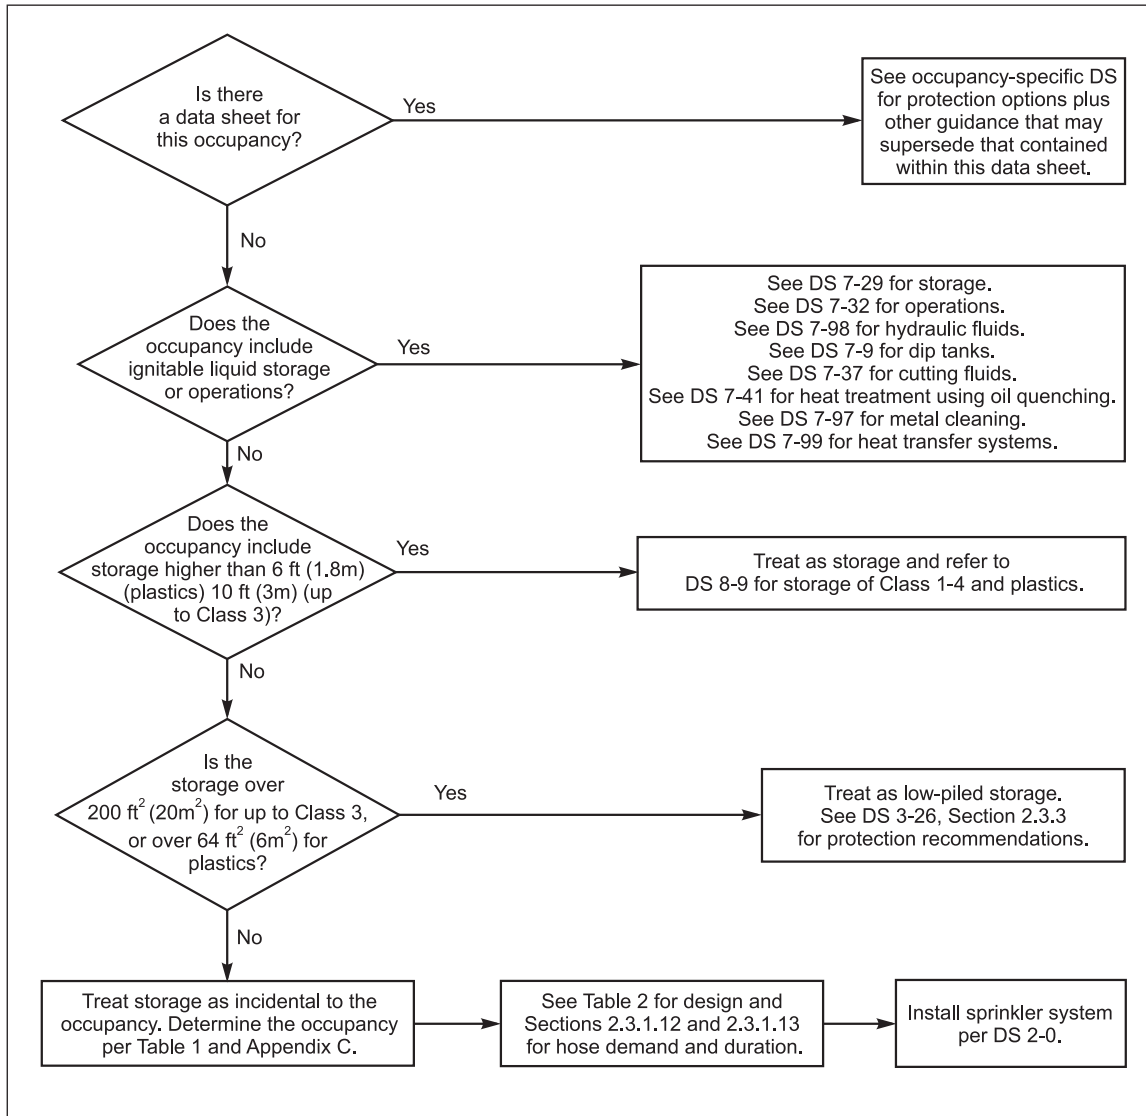 Is there
a data sheet for
this occupancy?
Yes
See occupancy-specific DS
for protection options plus
other guidance that may
supersede that contained
within this data sheet.
No
Does the
occupancy include
ignitable liquid storage
or operations?
Yes
See DS 7-29 for storage.
See DS 7-32 for operations.
See DS 7-98 for hydraulic fluids.
See DS 7-9 for dip tanks.
See DS 7-37 for cutting fluids.
See DS 7-41 for heat treatment using oil quenching.
See DS 7-97 for metal cleaning.
See DS 7-99 for heat transfer systems.
No
Does the
occupancy include
storage higher than 6 ft (1.8m)
(plastics) 10 ft (3m) (up
to Class 3)?
Yes
Treat as storage and refer to
DS 8-9 for storage of Class 1-4 and plastics.
No
Is the
storage over
200 ft² (20m²) for up to Class 3,
or over 64 ft² (6m²) for
plastics?
Yes
Treat as low-piled storage.
See DS 3-26, Section 2.3.3
for protection recommendations.
No
Treat storage as incidental to the
occupancy. Determine the occupancy
per Table 1 and Appendix C.
See Table 2 for design and
Sections 2.3.1.12 and 2.3.1.13
for hose demand and duration.
Install sprinkler system
per DS 2-0.